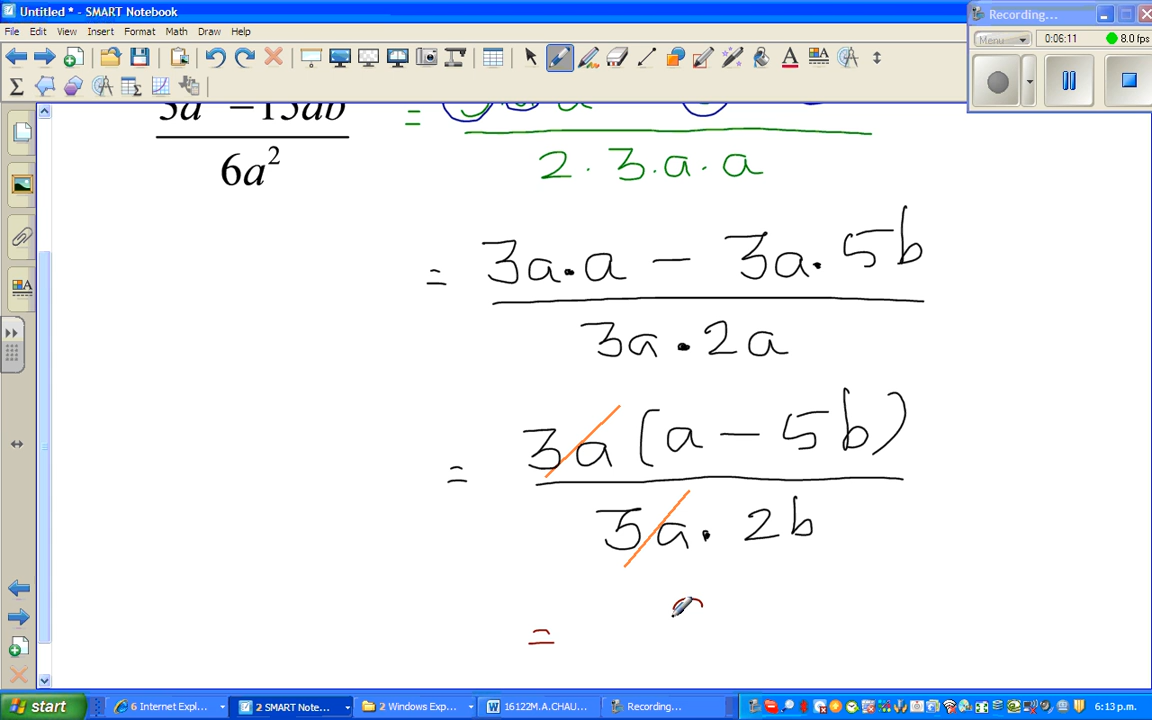 Untitled * - SMART Notebook
Recording...
File Edit View Insert Format Math Draw Help
Menu 0:06:11 8.0 fps
3a − 15ab
6a²
=
2 · 3 . a . a
= 3a·a − 3a·5b
3a·2a
= 3a(a − 5b)
3a·2b
=
start 6 Internet Expl... 2 SMART Note... 2 Windows Exp... 16122M.A.CHAU... Recording... 6:13 p.m.